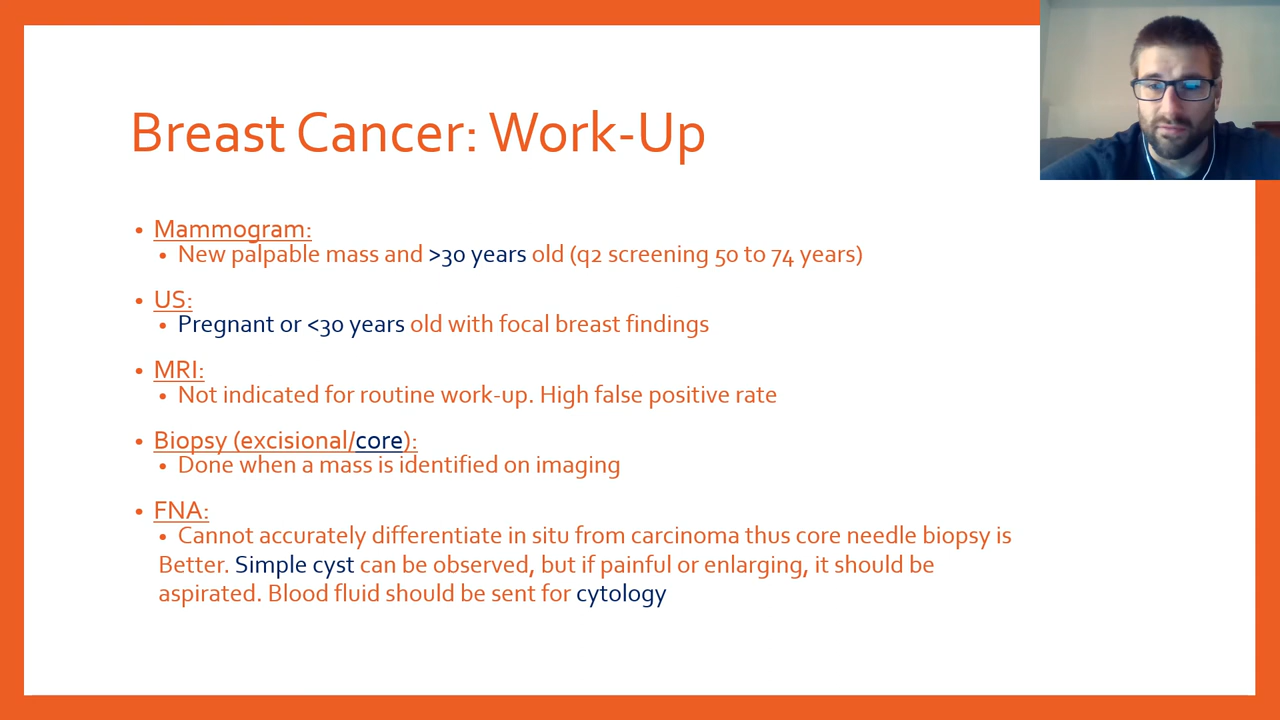 Breast Cancer: Work-Up
• Mammogram:
• New palpable mass and >30 years old (q2 screening 50 to 74 years)
• US:
• Pregnant or <30 years old with focal breast findings
• MRI:
• Not indicated for routine work-up. High false positive rate
• Biopsy (excisional/core):
• Done when a mass is identified on imaging
• FNA:
• Cannot accurately differentiate in situ from carcinoma thus core needle biopsy is
Better. Simple cyst can be observed, but if painful or enlarging, it should be
aspirated. Blood fluid should be sent for cytology